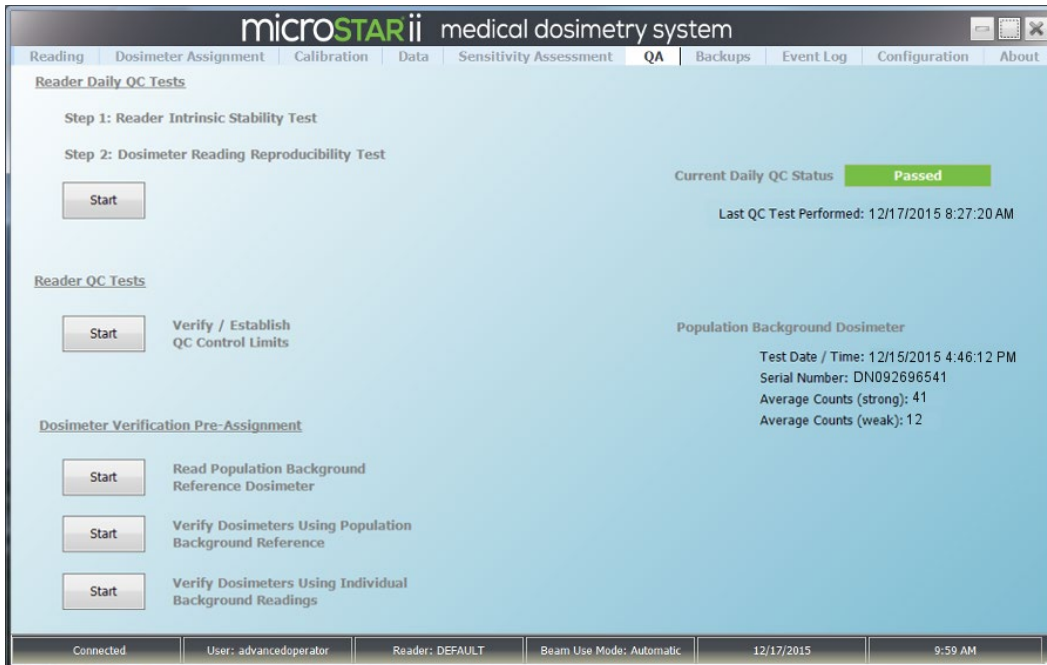 microSTARii medical dosimetry system
Reading Dosimeter Assignment Calibration Data Sensitivity Assessment QA Backups Event Log Configuration About
Reader Daily QC Tests
Step 1: Reader Intrinsic Stability Test
Step 2: Dosimeter Reading Reproducibility Test
Start
Current Daily QC Status Passed
Last QC Test Performed: 12/17/2015 8:27:20 AM
Reader QC Tests
Start
Verify / Establish
QC Control Limits
Population Background Dosimeter
Test Date / Time: 12/15/2015 4:46:12 PM
Serial Number: DN092696541
Average Counts (strong): 41
Average Counts (weak): 12
Dosimeter Verification Pre-Assignment
Start
Read Population Background
Reference Dosimeter
Start
Verify Dosimeters Using Population
Background Reference
Start
Verify Dosimeters Using Individual
Background Readings
Connected User: advancedoperator Reader: DEFAULT Beam Use Mode: Automatic 12/17/2015 9:59 AM